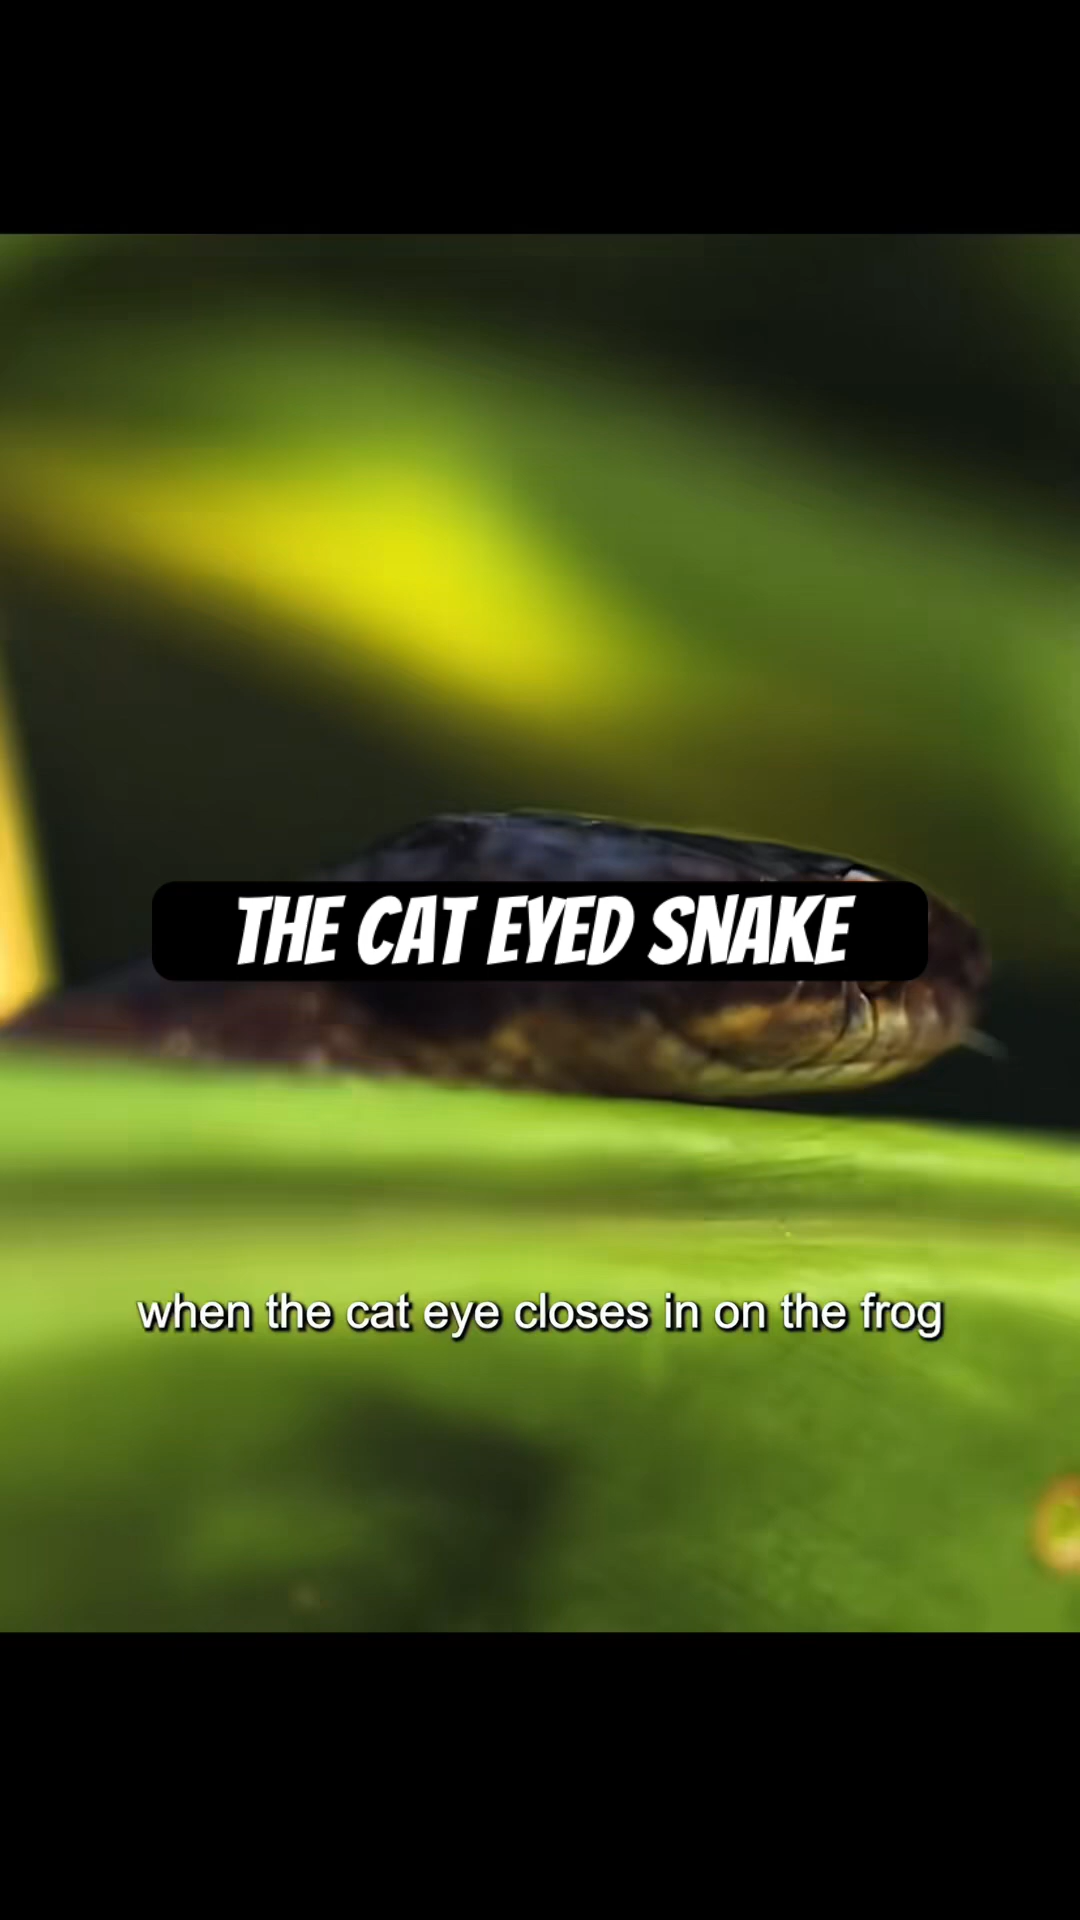 THE CAT EYED SNAKE
when the cat eye closes in on the frog